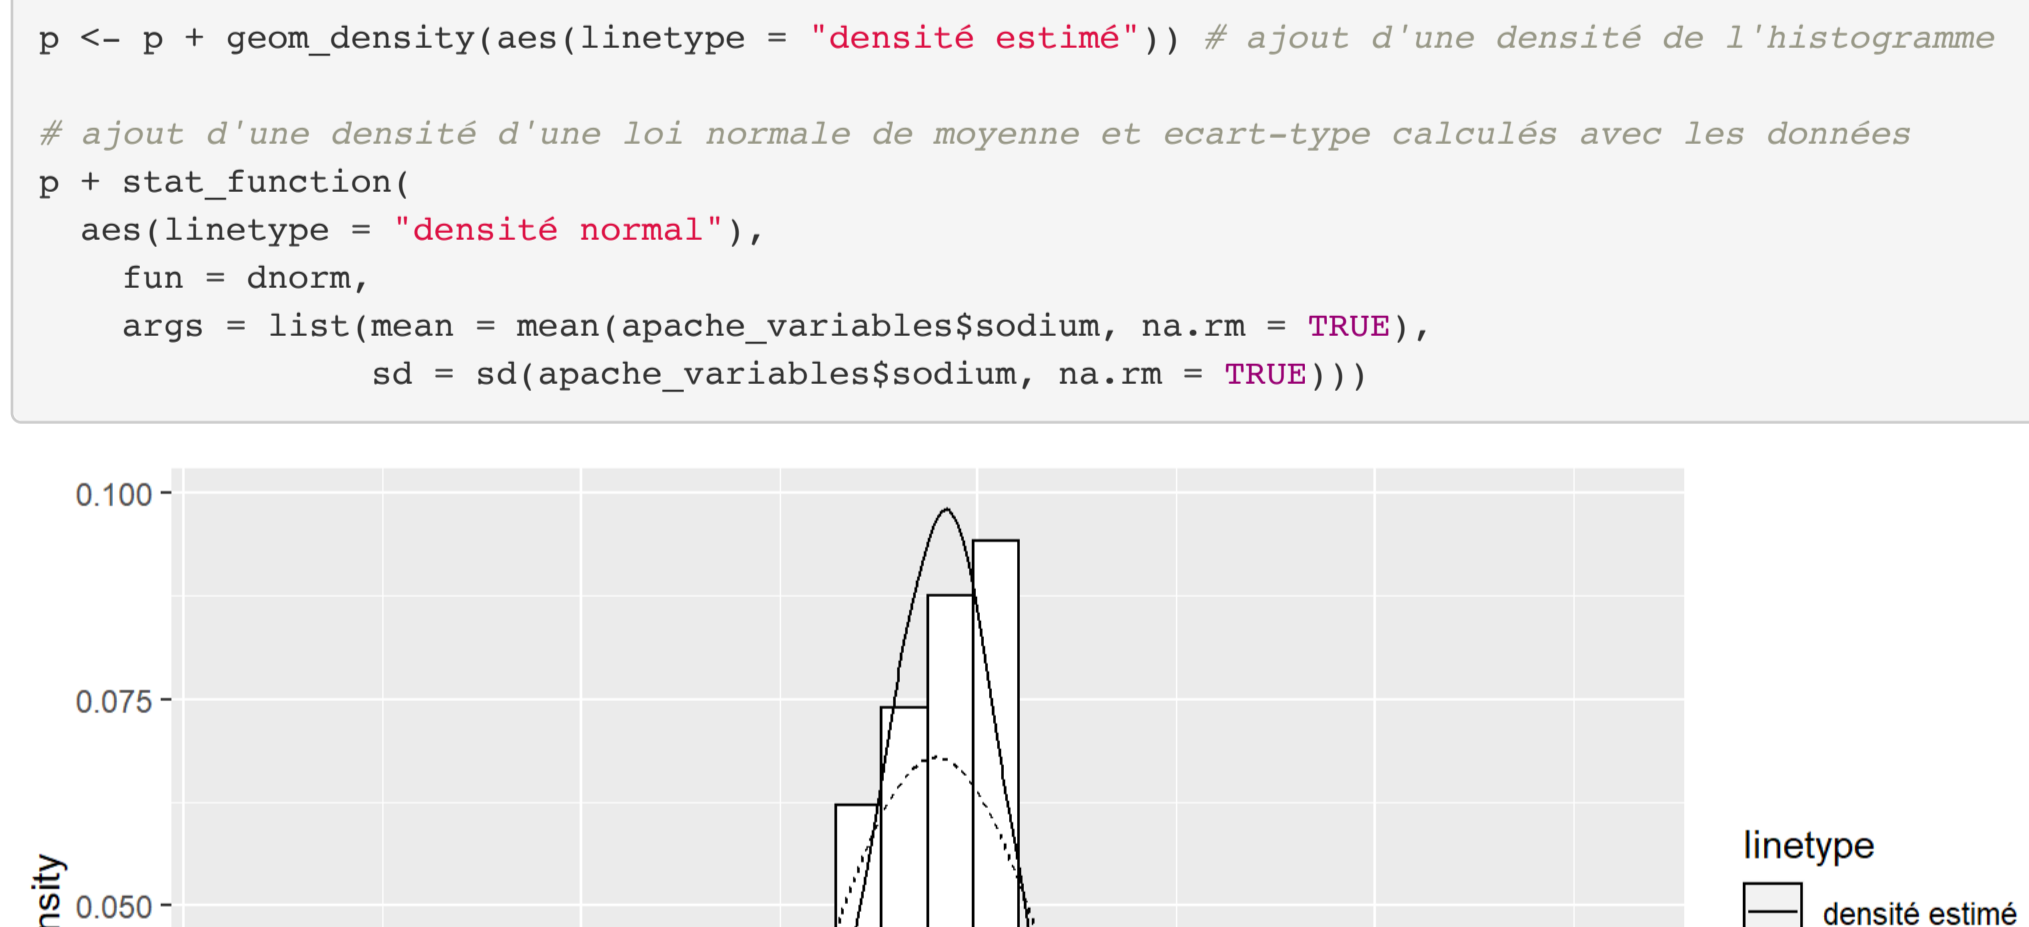 p <- p + geom_density(aes(linetype = "densité estimé")) # ajout d'une densité de l'histogramme
# ajout d'une densité d'une loi normale de moyenne et ecart-type calculés avec les données
p + stat_function(
aes(linetype = "densité normal"),
fun = dnorm,
args = list(mean = mean(apache_variables$sodium, na.rm = TRUE),
sd = sd(apache_variables$sodium, na.rm = TRUE)))
0.100
0.075
0.050
nsity
linetype
densité estimé